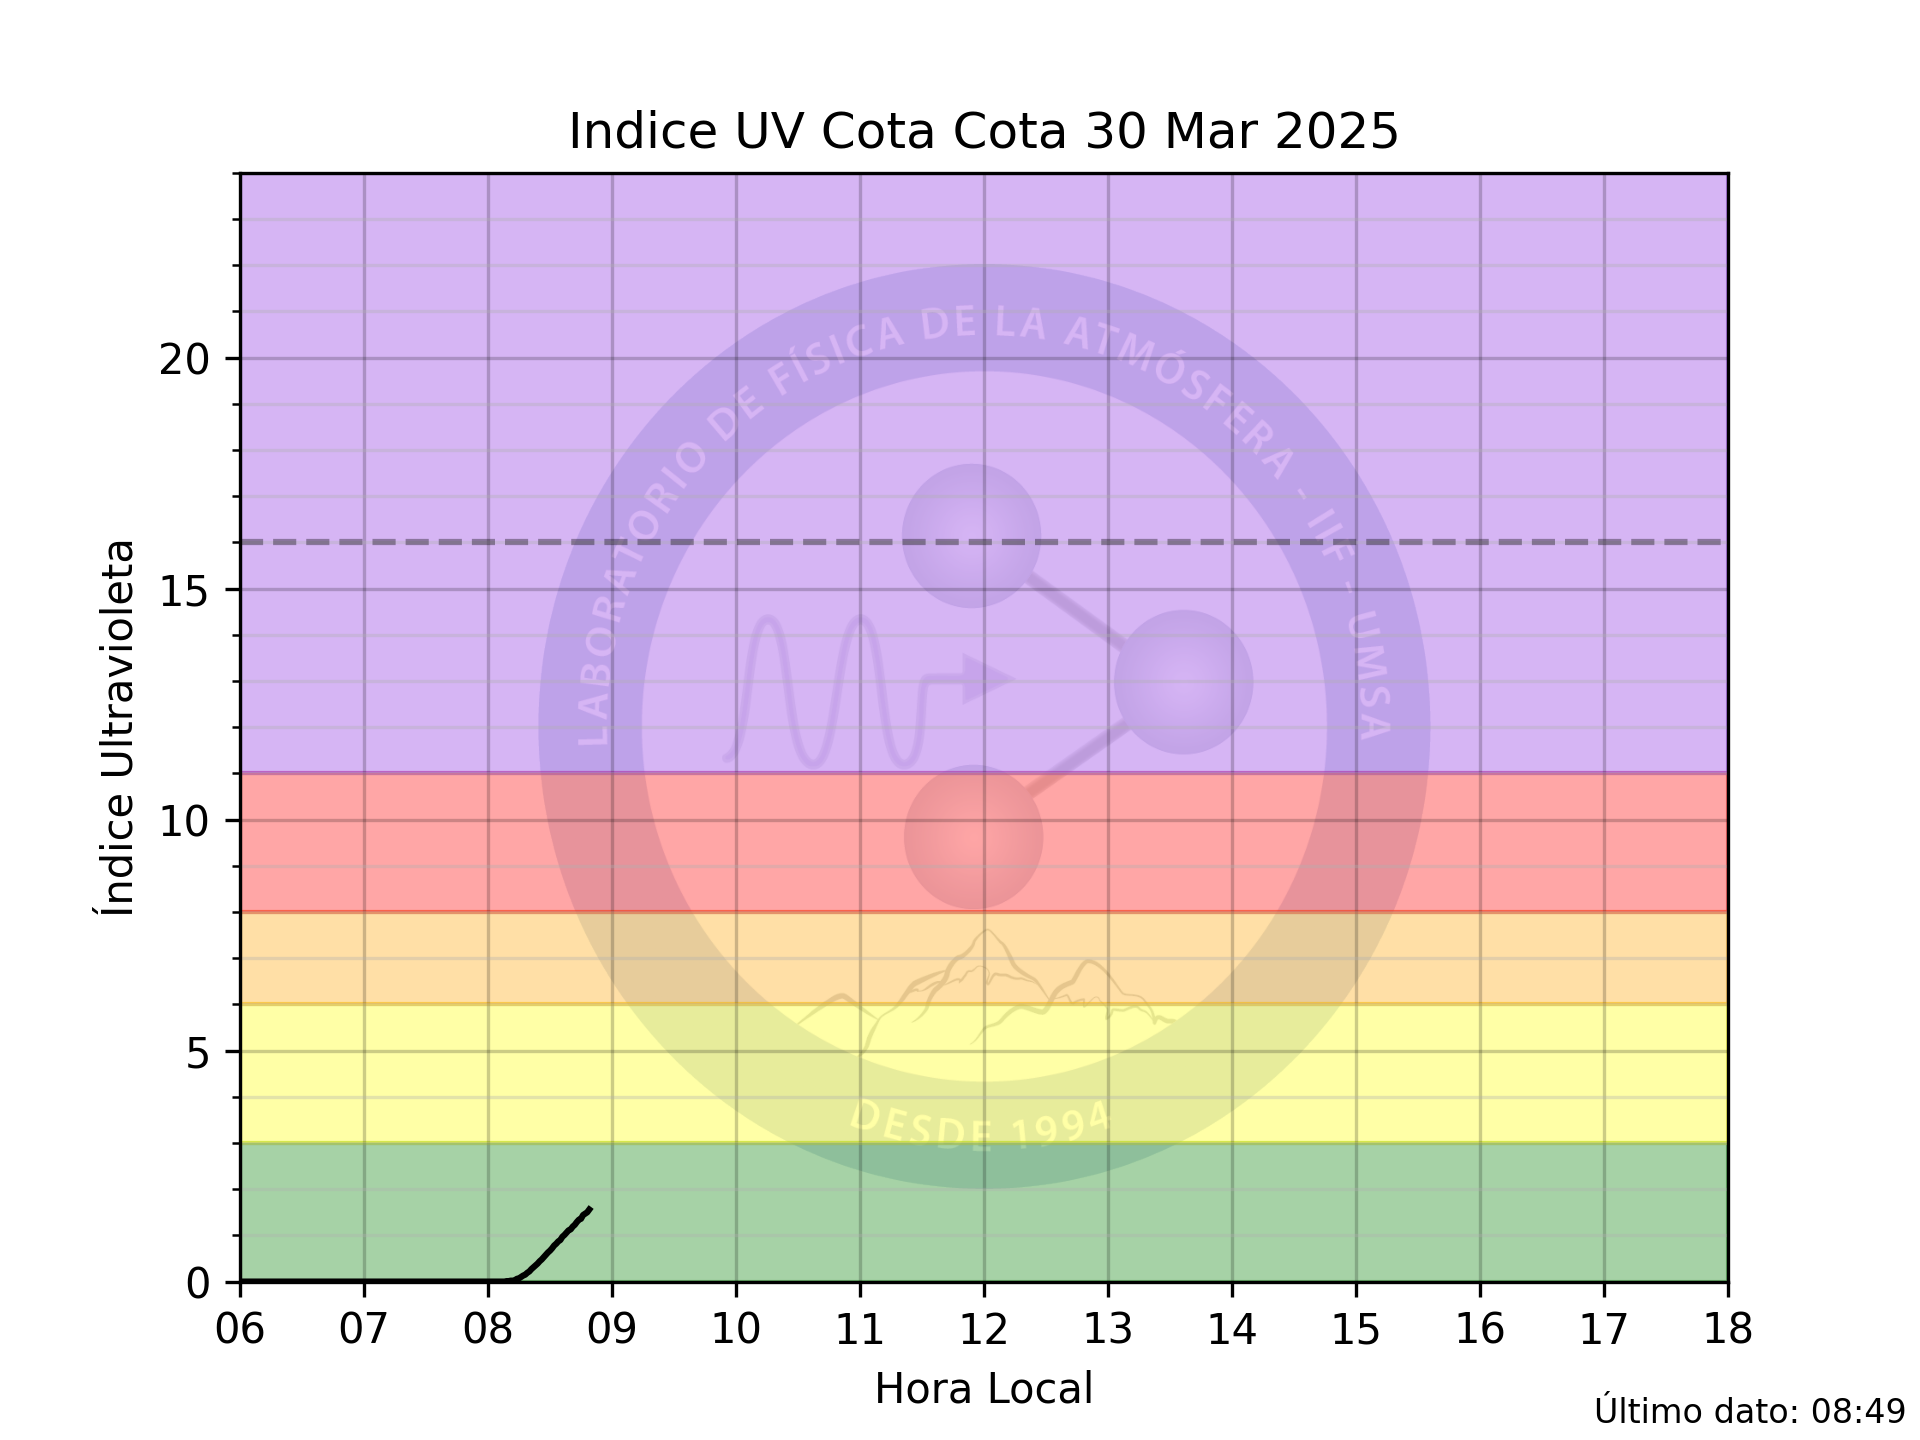 Indice UV Cota Cota 30 Mar 2025
LABORATORIO DE FÍSICA DE LA ATMÓSFERA - IIF - UMSA
DESDE 1994
Índice Ultravioleta
20
15
10
5
0
06 07 08 09 10 11 12 13 14 15 16 17 18
Hora Local
Último dato: 08:49